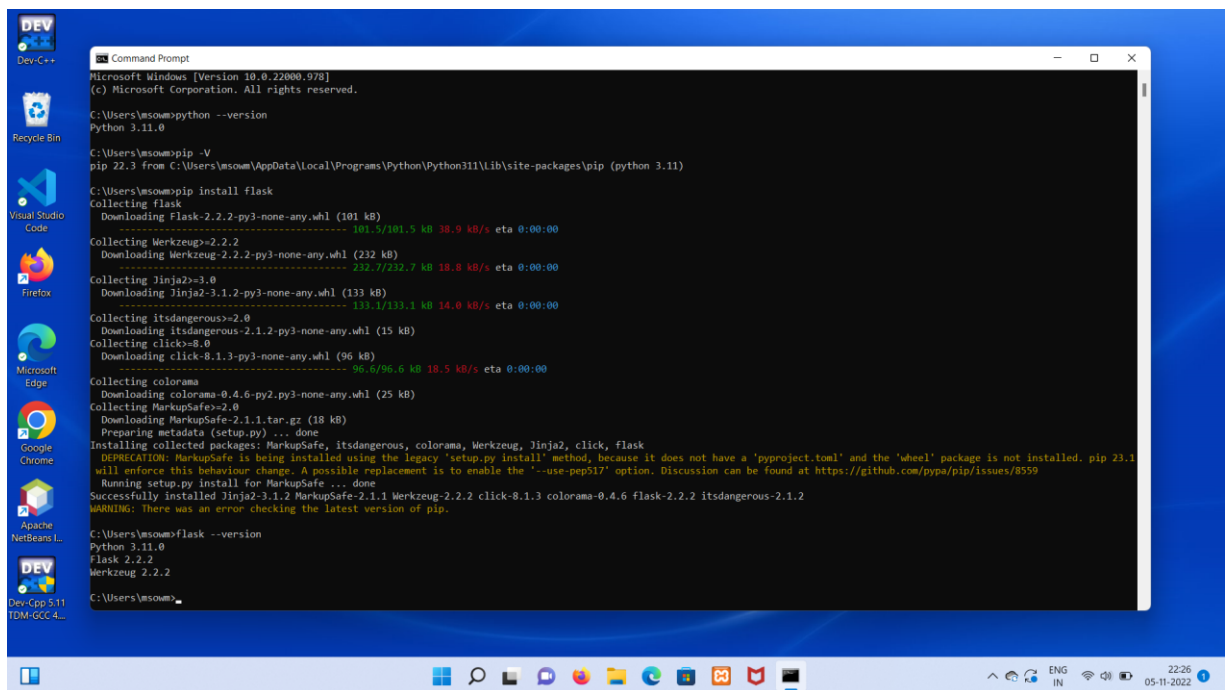 DEV
Dev-C++
Recycle Bin
Visual Studio
Code
Firefox
Microsoft
Edge
Google
Chrome
Apache
NetBeans I...
DEV
Dev-Cpp 5.11
TDM-GCC 4...
Command Prompt
Microsoft Windows [Version 10.0.22000.978]
(c) Microsoft Corporation. All rights reserved.
C:\Users\msowm>python --version
Python 3.11.0
C:\Users\msowm>pip -V
pip 22.3 from C:\Users\msowm\AppData\Local\Programs\Python\Python311\Lib\site-packages\pip (python 3.11)
C:\Users\msowm>pip install flask
Collecting flask
Downloading Flask-2.2.2-py3-none-any.whl (101 kB)
---------------------------------------- 101.5/101.5 kB 38.9 kB/s eta 0:00:00
Collecting Werkzeug>=2.2.2
Downloading Werkzeug-2.2.2-py3-none-any.whl (232 kB)
---------------------------------------- 232.7/232.7 kB 18.8 kB/s eta 0:00:00
Collecting Jinja2>=3.0
Downloading Jinja2-3.1.2-py3-none-any.whl (133 kB)
---------------------------------------- 133.1/133.1 kB 14.0 kB/s eta 0:00:00
Collecting itsdangerous>=2.0
Downloading itsdangerous-2.1.2-py3-none-any.whl (15 kB)
Collecting click>=8.0
Downloading click-8.1.3-py3-none-any.whl (96 kB)
---------------------------------------- 96.6/96.6 kB 18.5 kB/s eta 0:00:00
Collecting colorama
Downloading colorama-0.4.6-py2.py3-none-any.whl (25 kB)
Collecting MarkupSafe>=2.0
Downloading MarkupSafe-2.1.1.tar.gz (18 kB)
Preparing metadata (setup.py) ... done
Installing collected packages: MarkupSafe, itsdangerous, colorama, Werkzeug, Jinja2, click, flask
DEPRECATION: MarkupSafe is being installed using the legacy 'setup.py install' method, because it does not have a 'pyproject.toml' and the 'wheel' package is not installed. pip 23.1
will enforce this behaviour change. A possible replacement is to enable the '--use-pep517' option. Discussion can be found at https://github.com/pypa/pip/issues/8559
Running setup.py install for MarkupSafe ... done
Successfully installed Jinja2-3.1.2 MarkupSafe-2.1.1 Werkzeug-2.2.2 click-8.1.3 colorama-0.4.6 flask-2.2.2 itsdangerous-2.1.2
WARNING: There was an error checking the latest version of pip.
C:\Users\msowm>flask --version
Python 3.11.0
Flask 2.2.2
Werkzeug 2.2.2
C:\Users\msowm>
ENG
IN
22:26
05-11-2022
1